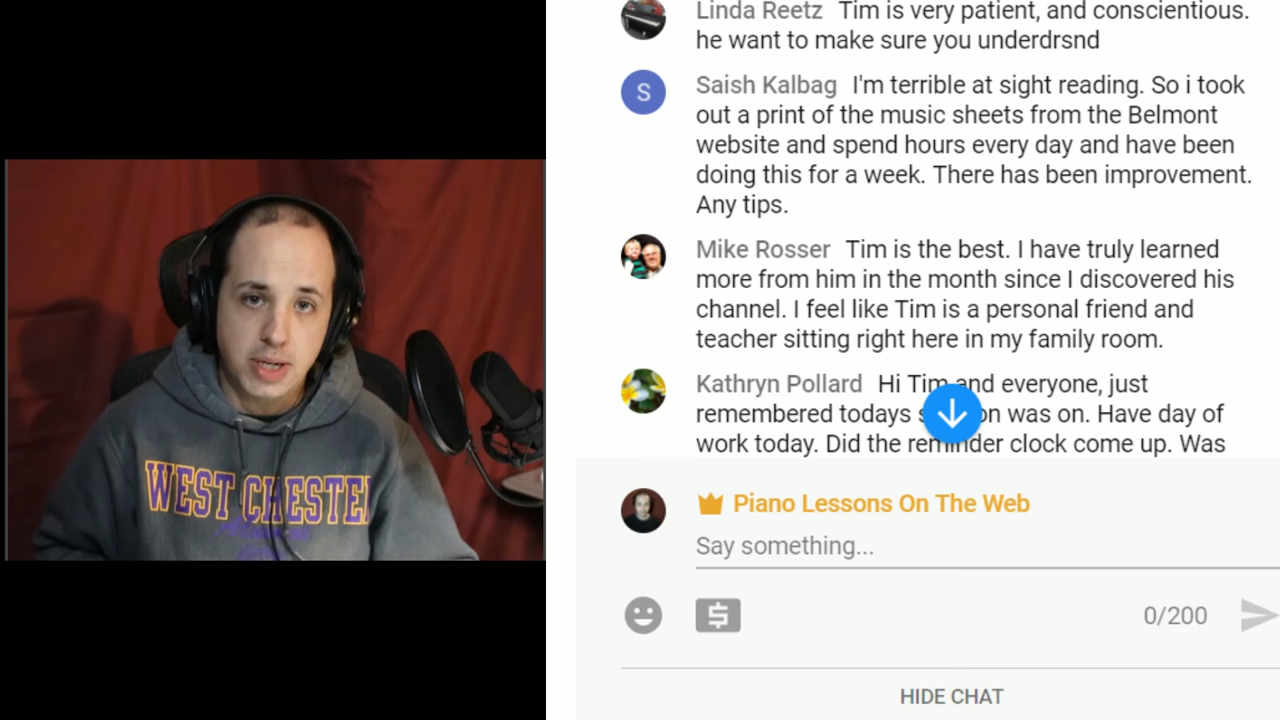 Linda Reetz Tim is very patient, and conscientious.
he want to make sure you underdrsnd
S
Saish Kalbag I'm terrible at sight reading. So i took
out a print of the music sheets from the Belmont
website and spend hours every day and have been
doing this for a week. There has been improvement.
Any tips.
Mike Rosser Tim is the best. I have truly learned
more from him in the month since I discovered his
channel. I feel like Tim is a personal friend and
teacher sitting right here in my family room.
Kathryn Pollard Hi Tim and everyone, just
remembered todays was on. Have day of
work today. Did the reminder clock come up. Was
Piano Lessons On The Web
Say something...
0/200
HIDE CHAT
WEST CHESTER